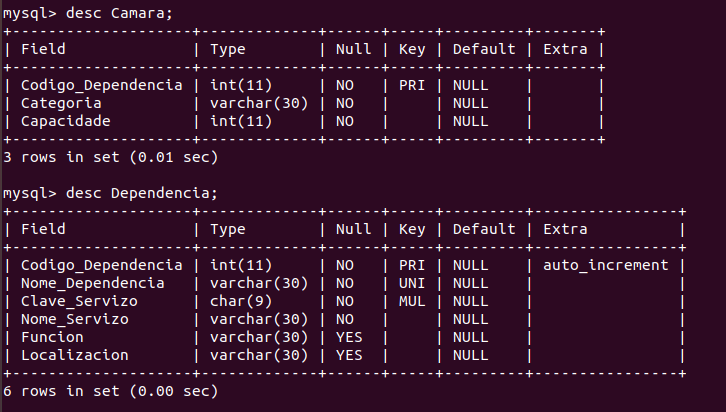 mysql> desc Camara;
+--------------------+-------------+------+-----+---------+-------+
| Field              | Type        | Null | Key | Default | Extra |
+--------------------+-------------+------+-----+---------+-------+
| Codigo_Dependencia | int(11)     | NO   | PRI | NULL    |       |
| Categoria          | varchar(30) | NO   |     | NULL    |       |
| Capacidade         | int(11)     | NO   |     | NULL    |       |
+--------------------+-------------+------+-----+---------+-------+
3 rows in set (0.01 sec)

mysql> desc Dependencia;
+--------------------+-------------+------+-----+---------+----------------+
| Field              | Type        | Null | Key | Default | Extra          |
+--------------------+-------------+------+-----+---------+----------------+
| Codigo_Dependencia | int(11)     | NO   | PRI | NULL    | auto_increment |
| Nome_Dependencia   | varchar(30) | NO   | UNI | NULL    |                |
| Clave_Servizo      | char(9)     | NO   | MUL | NULL    |                |
| Nome_Servizo       | varchar(30) | NO   |     | NULL    |                |
| Funcion            | varchar(30) | YES  |     | NULL    |                |
| Localizacion       | varchar(30) | YES  |     | NULL    |                |
+--------------------+-------------+------+-----+---------+----------------+
6 rows in set (0.00 sec)